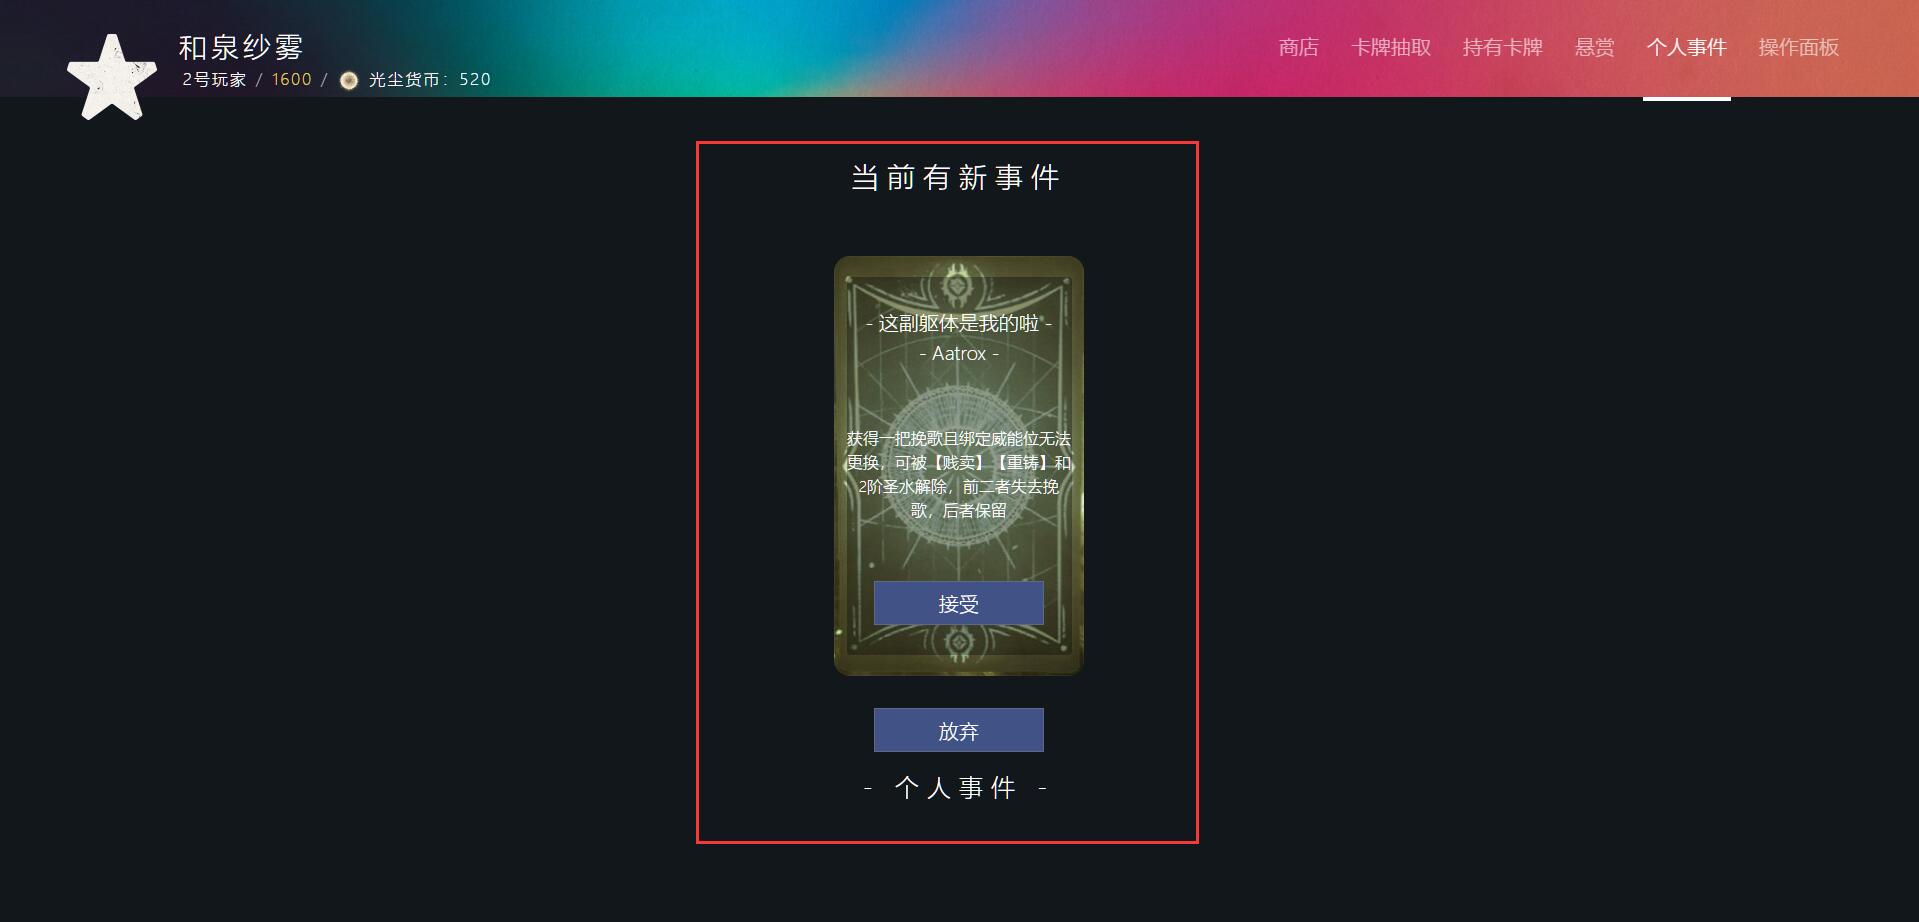 和泉纱雾
2号玩家 / 1600 / 光尘货币：520
商店 卡牌抽取 持有卡牌 悬赏 个人事件 操作面板
当前有新事件
- 这副躯体是我的啦 -
- Aatrox -
获得一把挽歌且绑定威能位无法
更换，可被【贱卖】【重铸】和
2阶圣水解除，前二者失去挽
歌，后者保留
接受
放弃
- 个人事件 -